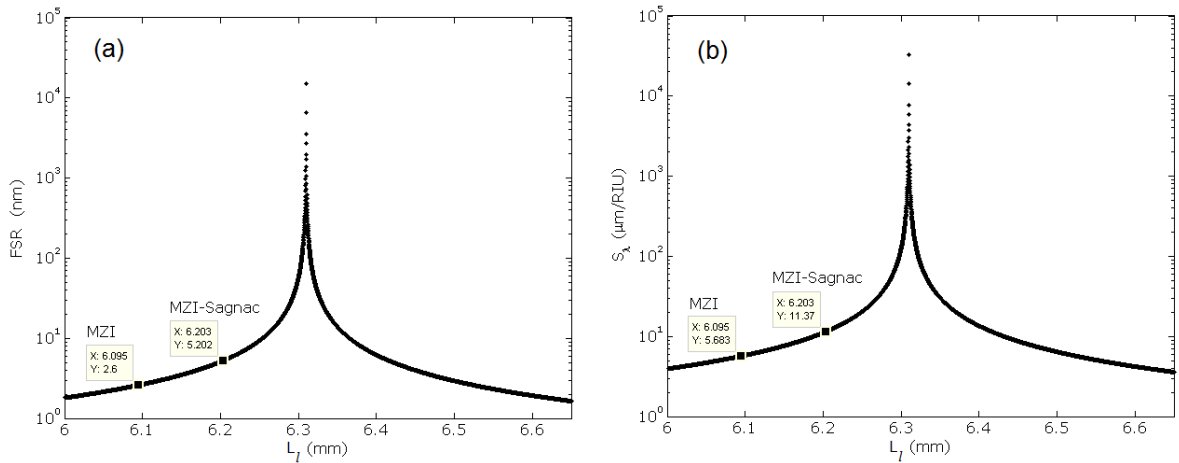 (a)
FSR (nm)
10^5
10^4
10^3
10^2
10^1
10^0
MZI
X: 6.095
Y: 2.6
MZI-Sagnac
X: 6.203
Y: 5.202
6 6.1 6.2 6.3 6.4 6.5 6.6
L_l (mm)
(b)
S_λ (μm/RIU)
10^5
10^4
10^3
10^2
10^1
10^0
MZI
X: 6.095
Y: 5.683
MZI-Sagnac
X: 6.203
Y: 11.37
6 6.1 6.2 6.3 6.4 6.5 6.6
L_l (mm)